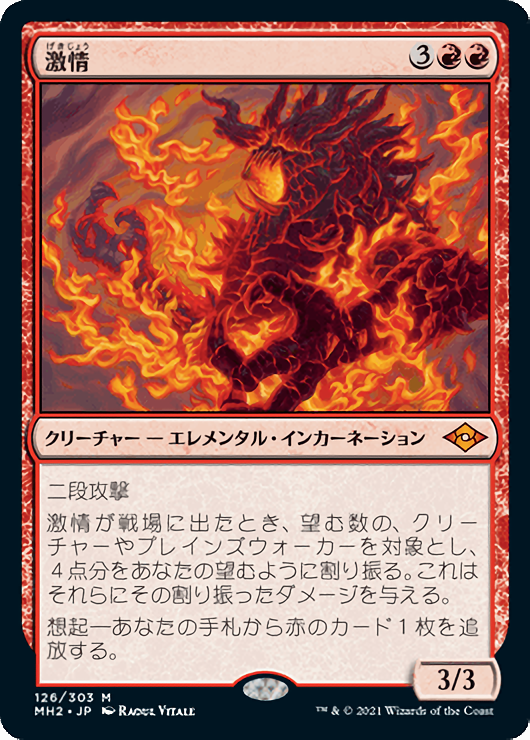 げきじょう
激情 3
クリーチャー — エレメンタル・インカーネーション
二段攻撃
激情が戦場に出たとき、望む数の、クリー
チャーやプレインズウォーカーを対象とし、
４点分をあなたの望むように割り振る。これは
それらにその割り振ったダメージを与える。
想起―あなたの手札から赤のカード１枚を追
放する。
3/3
126/303 M
MH2 • JP Raoul Vitale
™ & © 2021 Wizards of the Coast